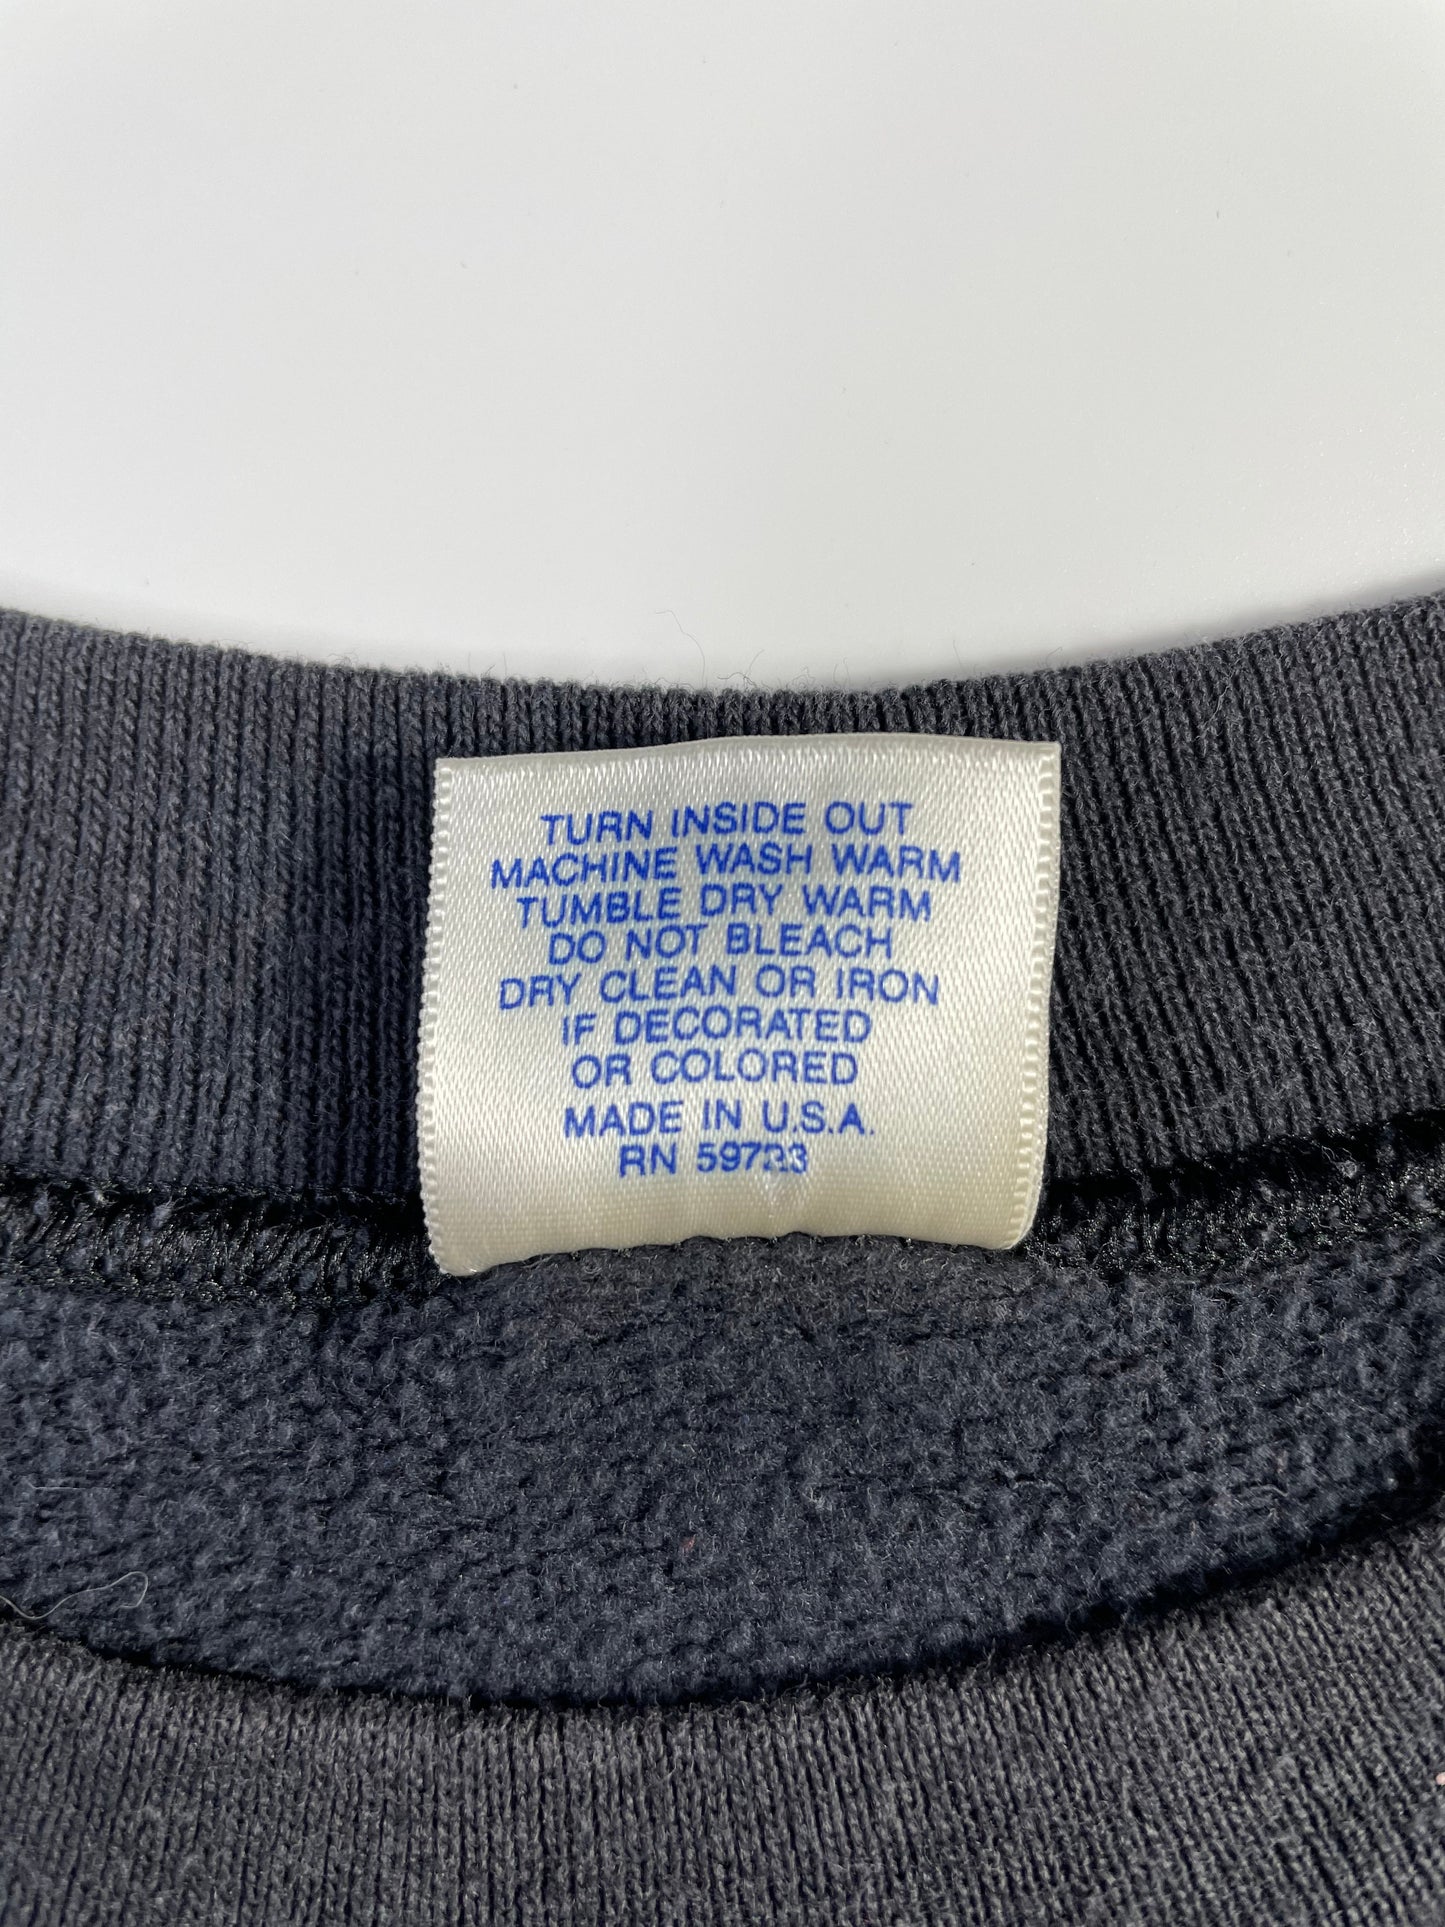 TURN INSIDE OUT
MACHINE WASH WARM
TUMBLE DRY WARM
DO NOT BLEACH
DRY CLEAN OR IRON
IF DECORATED
OR COLORED
MADE IN U.S.A.
RN